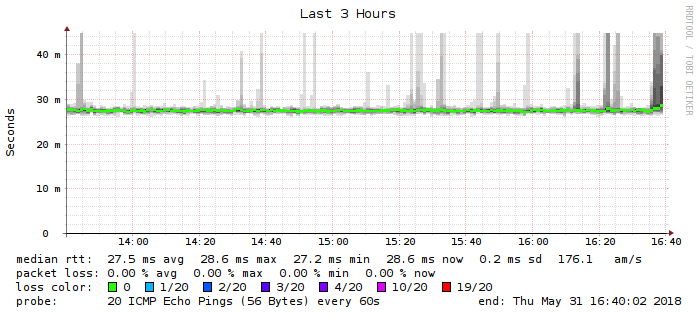 Last 3 Hours
RRDTOOL / TOBI OETIKER
Seconds
40 m
30 m
20 m
10 m
0
14:00 14:20 14:40 15:00 15:20 15:40 16:00 16:20 16:40
median rtt: 27.5 ms avg 28.6 ms max 27.2 ms min 28.6 ms now 0.2 ms sd 176.1 am/s
packet loss: 0.00 % avg 0.00 % max 0.00 % min 0.00 % now
loss color: 0 1/20 2/20 3/20 4/20 10/20 19/20
probe: 20 ICMP Echo Pings (56 Bytes) every 60s end: Thu May 31 16:40:02 2018